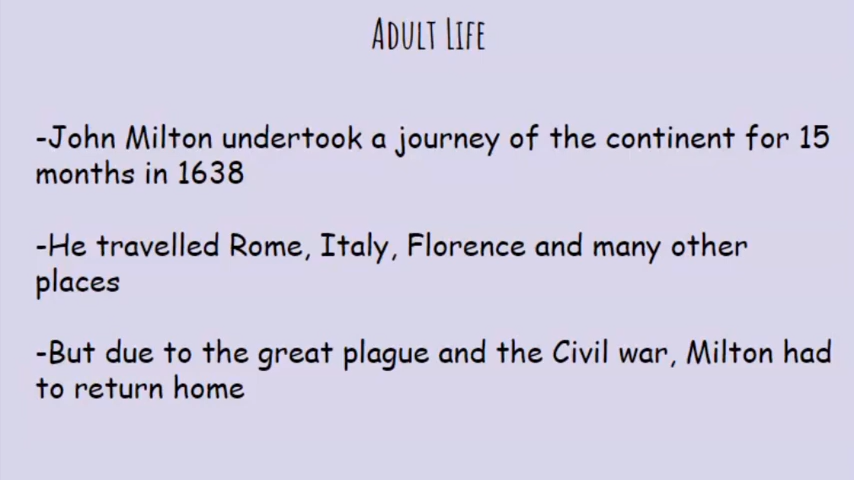 Adult Life
-John Milton undertook a journey of the continent for 15
months in 1638
-He travelled Rome, Italy, Florence and many other
places
-But due to the great plague and the Civil war, Milton had
to return home